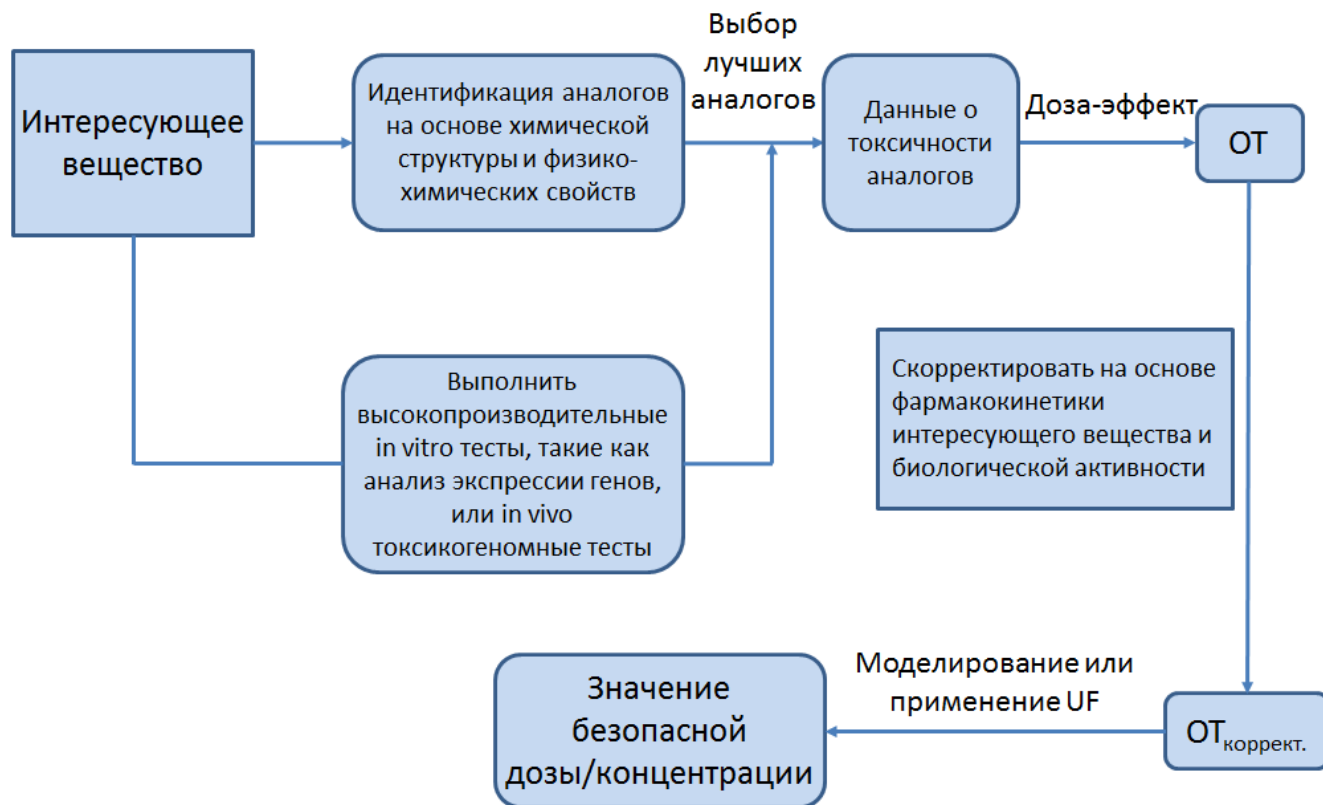 Интересующее
вещество
Идентификация аналогов
на основе химической
структуры и физико-
химических свойств
Выбор
лучших
аналогов
Данные о
токсичности
аналогов
Доза-эффект
ОТ
Выполнить
высокопроизводительные
in vitro тесты, такие как
анализ экспрессии генов,
или in vivo
токсикогеномные тесты
Скорректировать на основе
фармакокинетики
интересующего вещества и
биологической активности
ОТкоррект.
Моделирование или
применение UF
Значение
безопасной
дозы/концентрации